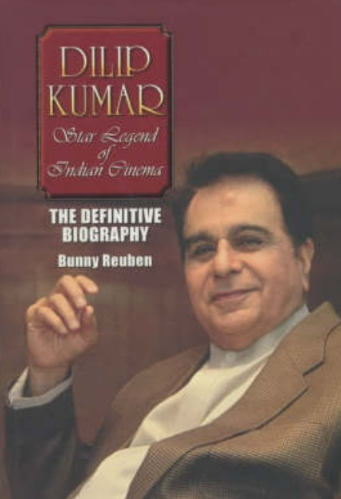 DILIP
KUMAR
Star Legend
of
Indian Cinema
THE DEFINITIVE
BIOGRAPHY
Bunny Reuben